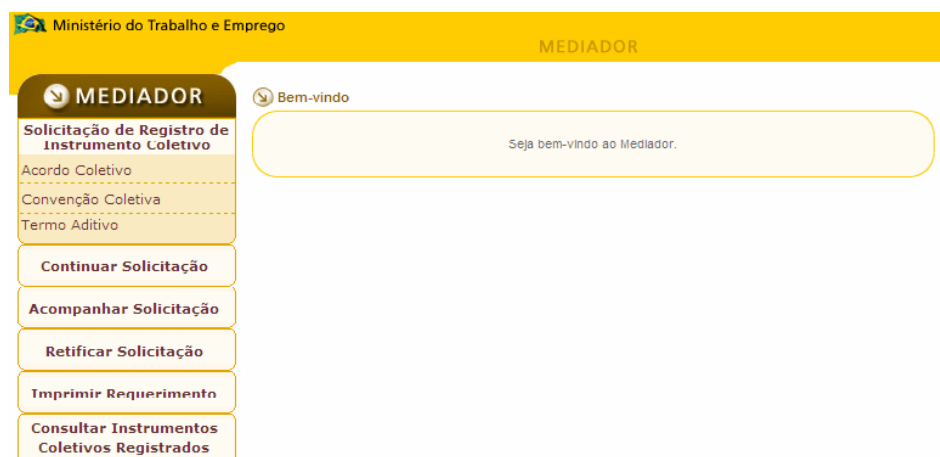 Ministério do Trabalho e Emprego
MEDIADOR
MEDIADOR
Solicitação de Registro de
Instrumento Coletivo
Acordo Coletivo
Convenção Coletiva
Termo Aditivo
Continuar Solicitação
Acompanhar Solicitação
Retificar Solicitação
Imprimir Requerimento
Consultar Instrumentos
Coletivos Registrados
Bem-vindo
Seja bem-vindo ao Mediador.